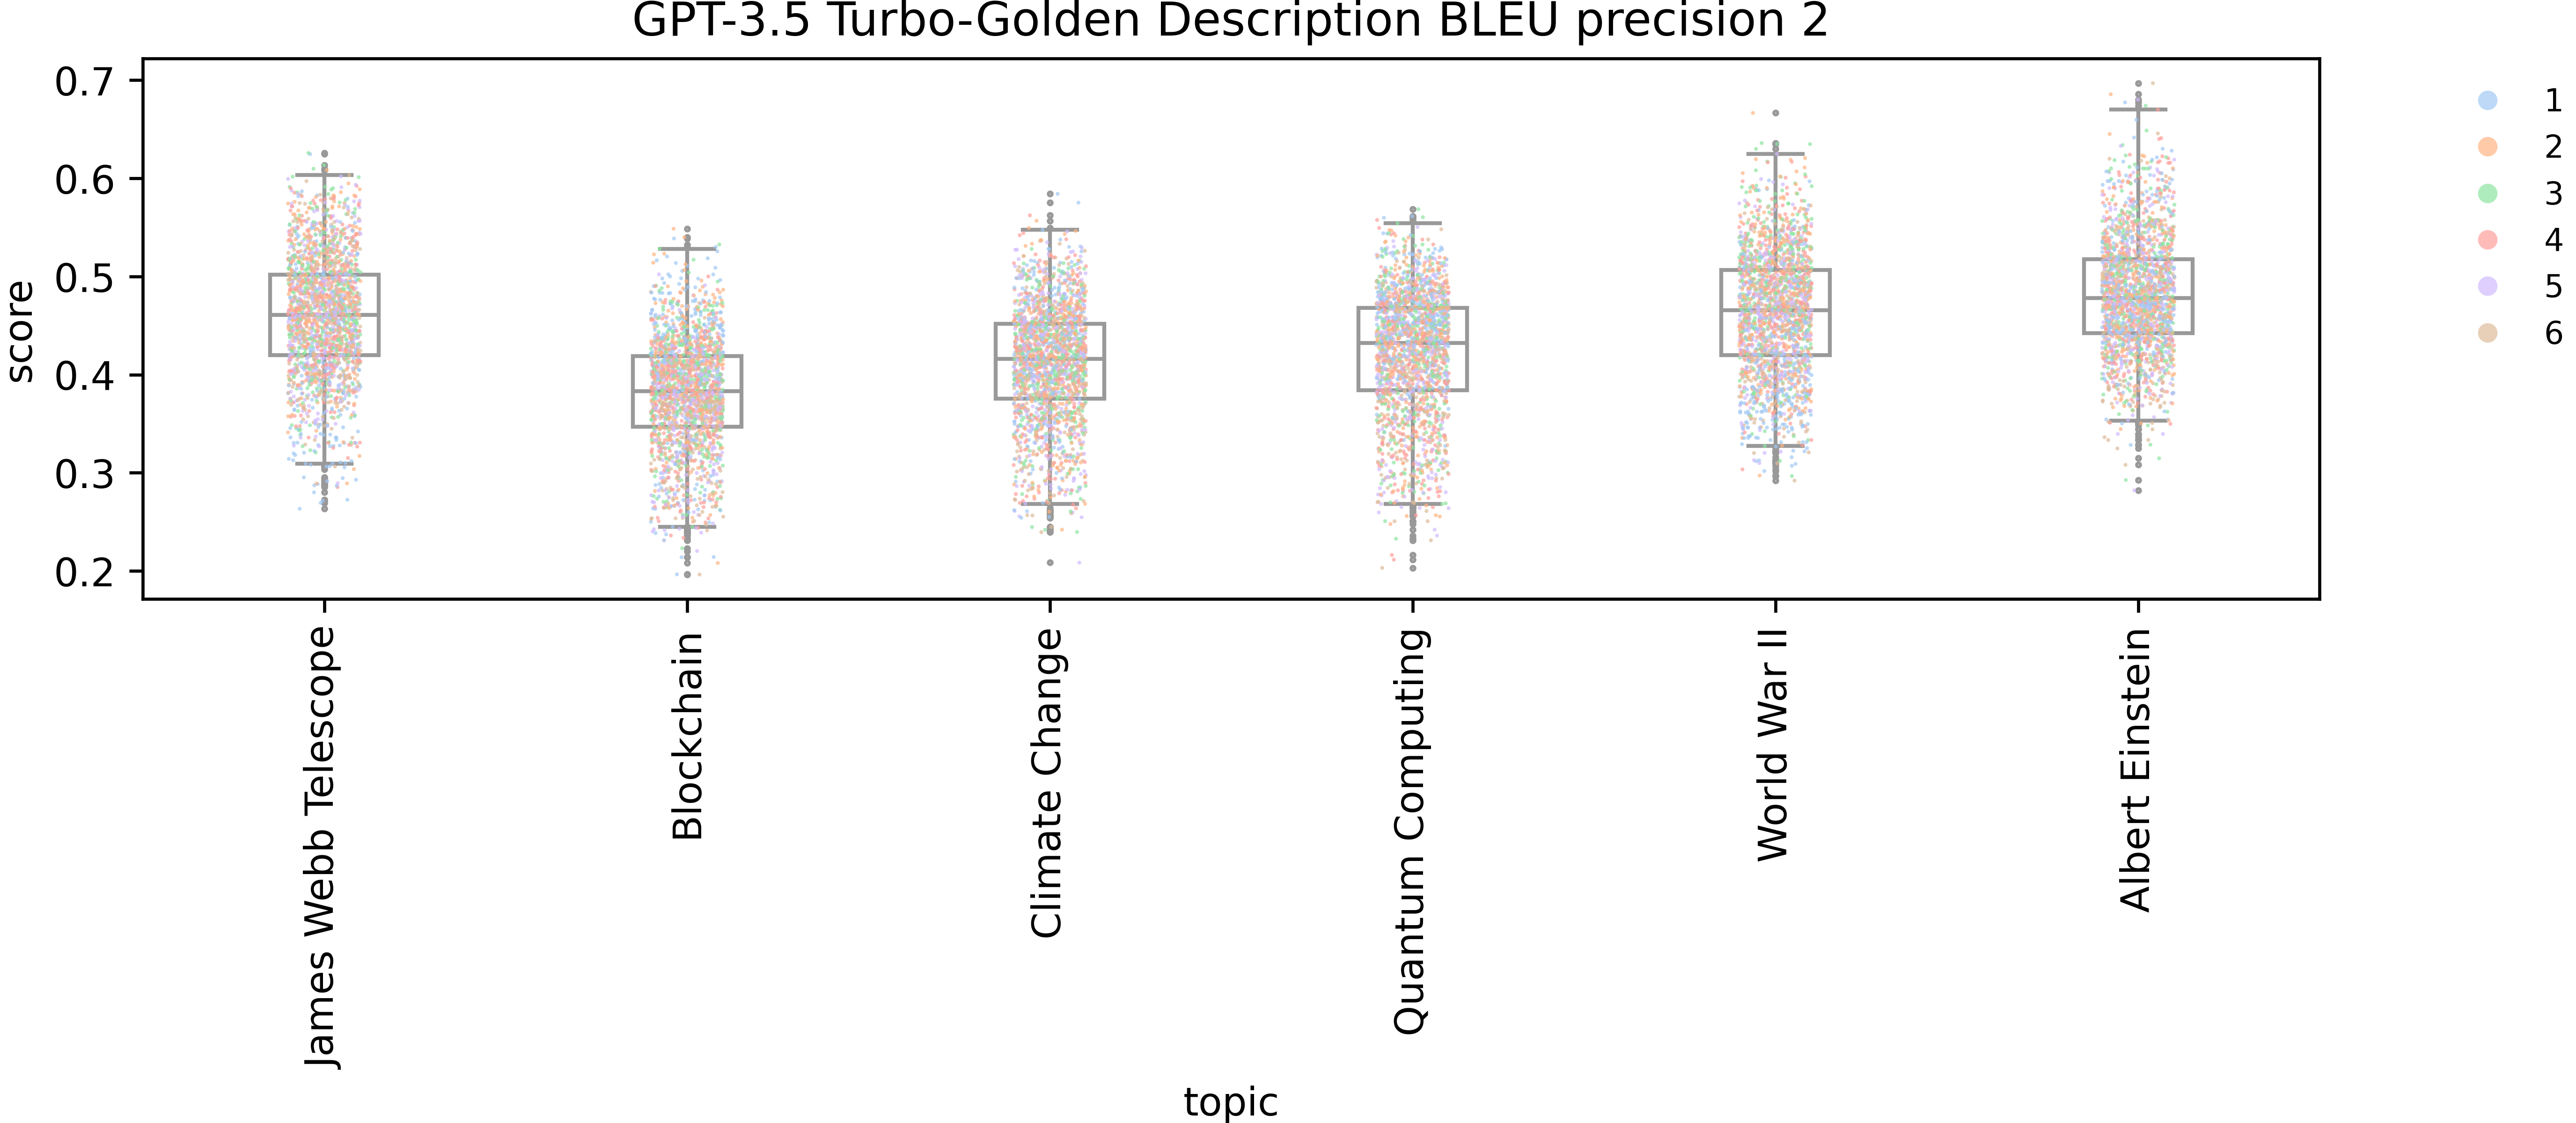 GPT-3.5 Turbo-Golden Description BLEU precision 2
score
0.7
0.6
0.5
0.4
0.3
0.2
James Webb Telescope
Blockchain
Climate Change
Quantum Computing
World War II
Albert Einstein
topic
1
2
3
4
5
6